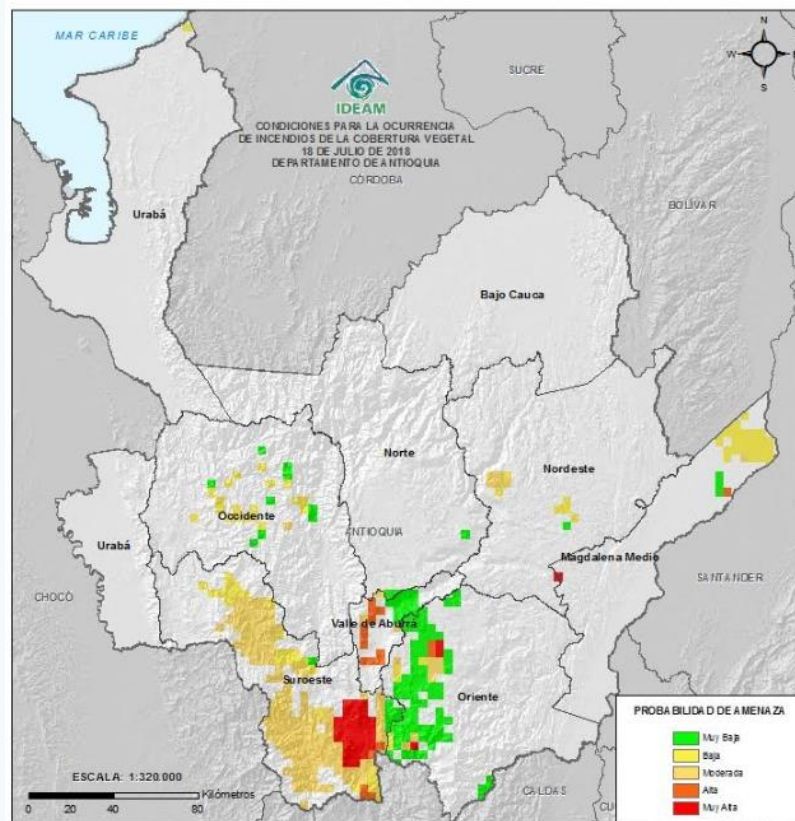 MAR CARIBE
N
W
S
SUCRE
IDEAM
CONDICIONES PARA LA OCURRENCIA
DE INCENDIOS DE LA COBERTURA VEGETAL
18 DE JULIO DE 2018
DEPARTAMENTO DE ANTIOQUIA
CÓRDOBA
Urabá
BOLÍVAR
Bajo Cauca
Norte
Nordeste
Occidente
ANTIOQUIA
Urabá
Magdalena Medio
SANTANDER
CHOCÓ
Valle de Aburrá
Suroeste
Oriente
PROBABILIDAD DE AMENAZA
Muy Baja
Baja
Moderada
Alta
Muy Alta
ESCALA: 1:320.000
Kilómetros
0 20 40 80
CALDAS